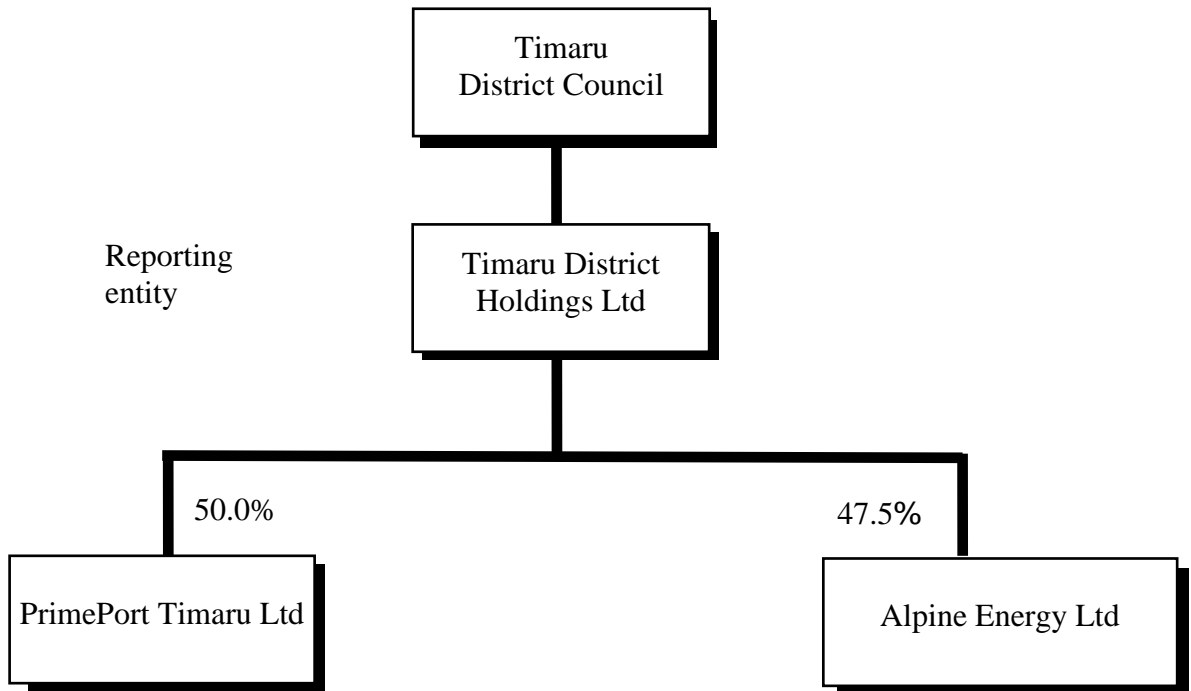 Timaru
District Council
Reporting
entity
Timaru District
Holdings Ltd
50.0%
47.5%
PrimePort Timaru Ltd
Alpine Energy Ltd